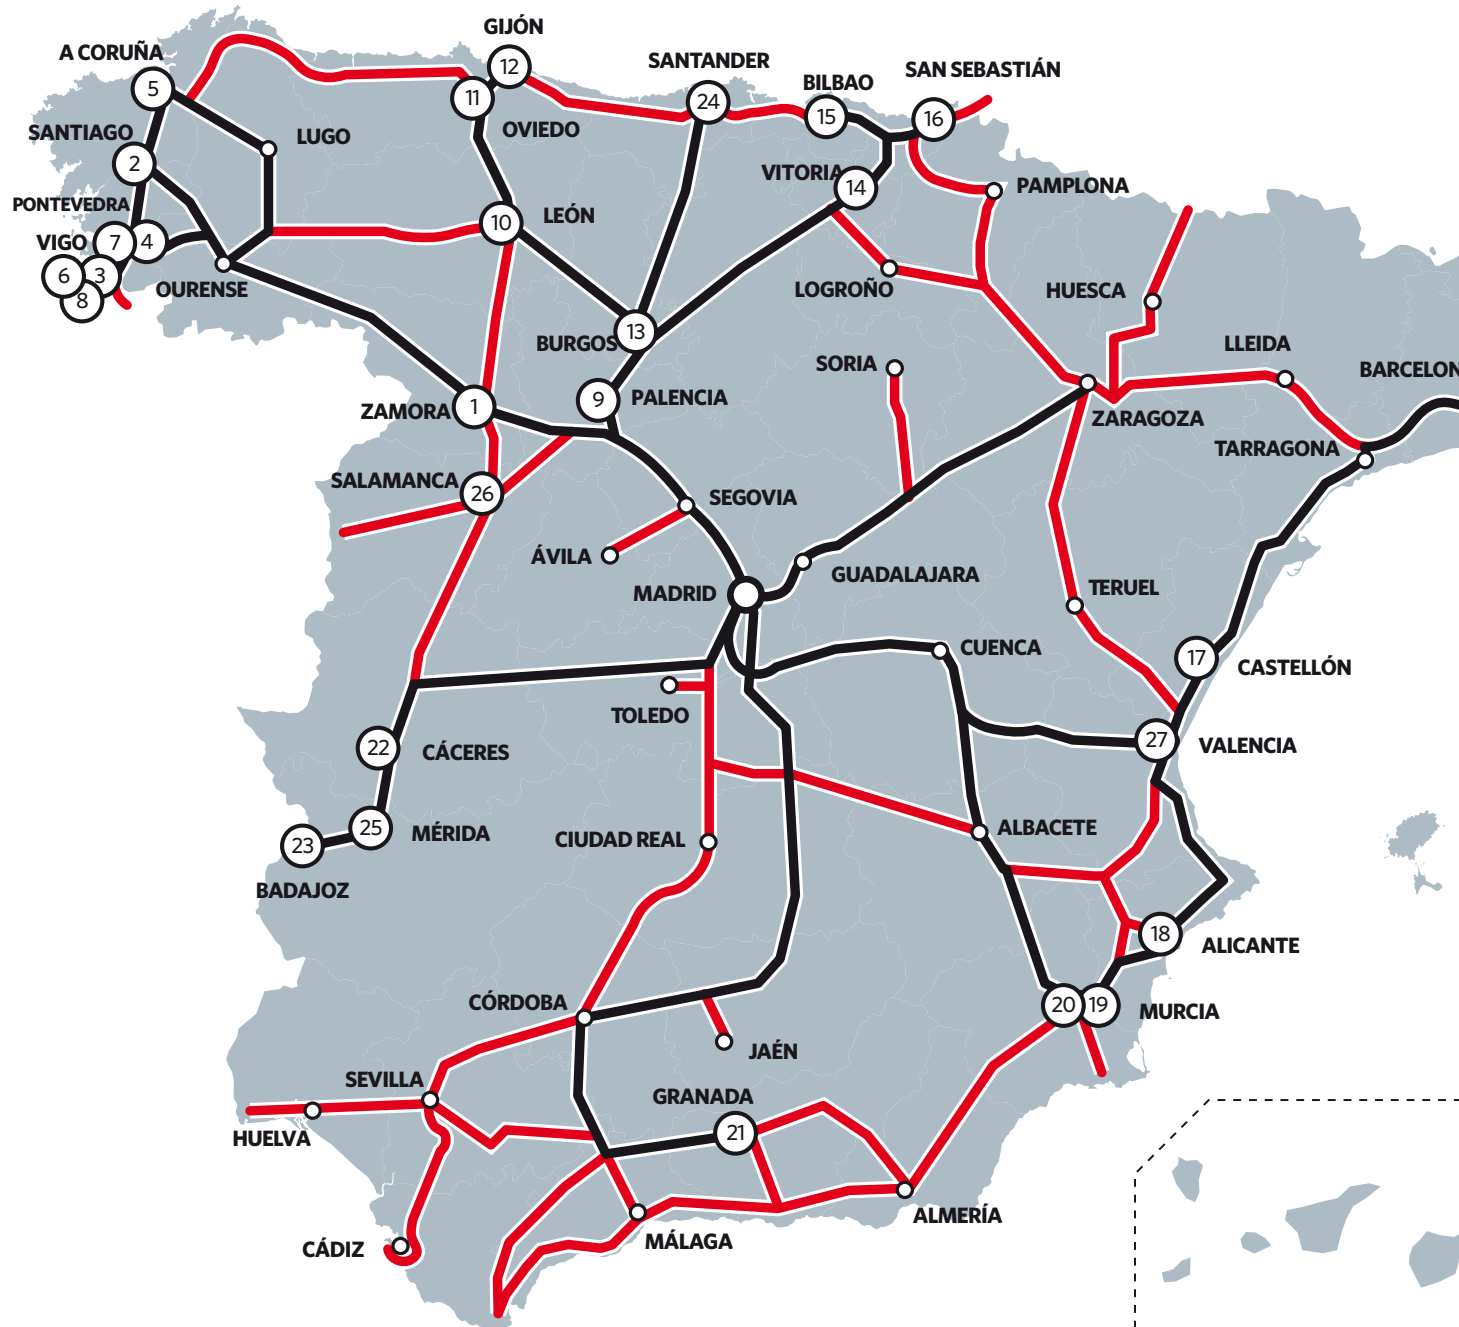 GIJÓN
12
A CORUÑA
5
SANTANDER
24
BILBAO
15
SAN SEBASTIÁN
16
11
OVIEDO
SANTIAGO
2
LUGO
VITORIA
14
PAMPLONA
PONTEVEDRA
10
LEÓN
VIGO
7
4
6
3
8
OURENSE
LOGROÑO
HUESCA
BURGOS
13
LLEIDA
SORIA
BARCELON
ZAMORA
1
9
PALENCIA
ZARAGOZA
TARRAGONA
SALAMANCA
26
SEGOVIA
ÁVILA
GUADALAJARA
MADRID
TERUEL
CUENCA
17
CASTELLÓN
TOLEDO
22
CÁCERES
27
VALENCIA
25
MÉRIDA
23
BADAJOZ
CIUDAD REAL
ALBACETE
18
ALICANTE
CÓRDOBA
20
19
MURCIA
JAÉN
SEVILLA
GRANADA
21
HUELVA
ALMERÍA
CÁDIZ
MÁLAGA